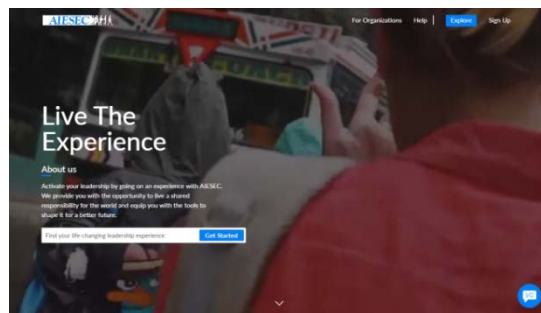 AIESEC
For Organizations
Help
Explore
Sign Up
Live The
Experience
About us
Activate your leadership by going on an experience with AIESEC.
We provide you with the opportunity to live a shared
responsibility for the world and equip you with the tools to
shape it for a better future.
Find your life-changing leadership experience
Get Started